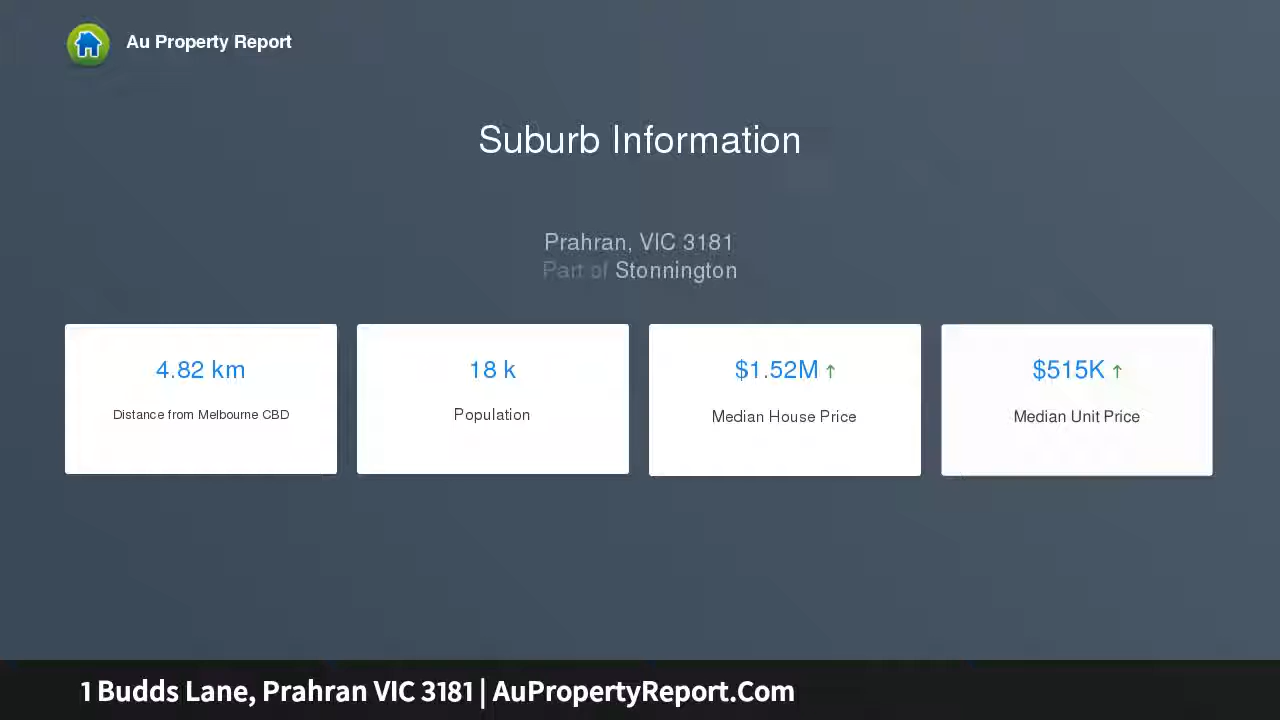 Au Property Report
Suburb Information
Prahran, VIC 3181
Part of Stonnington
4.82 km
Distance from Melbourne CBD
18 k
Population
$1.52M ↑
Median House Price
$515K ↑
Median Unit Price
1 Budds Lane, Prahran VIC 3181 | AuPropertyReport.Com